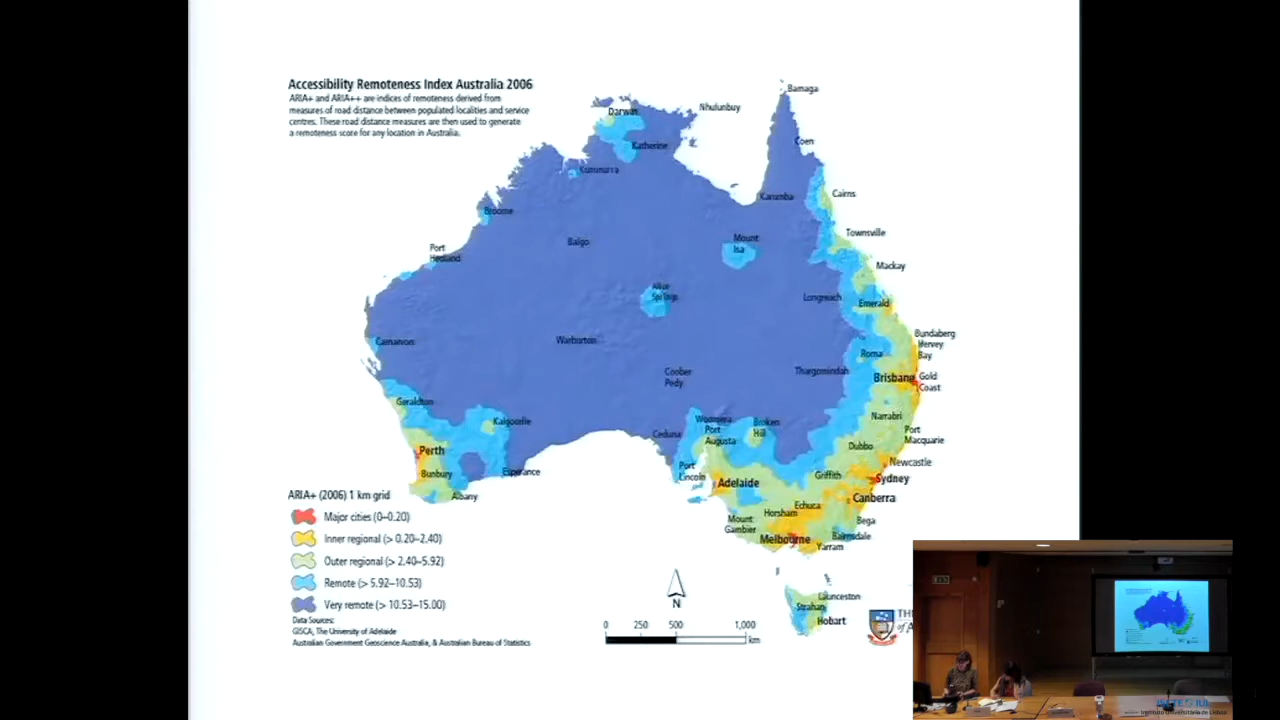 Accessibility Remoteness Index Australia 2006
ARIA+ and ARIA++ are indices of remoteness derived from
measures of road distance between populated localities and service
centres. These road distance measures are then used to generate
a remoteness score for any location in Australia.
Bamaga
Nhulunbuy
Darwin
Coen
Katherine
Kununurra
Cairns
Karumba
Broome
Townsville
Mount
Isa
Balgo
Port
Hedland
Mackay
Alice
Springs
Longreach
Emerald
Bundaberg
Hervey
Bay
Carnarvon
Warburton
Roma
Coober
Pedy
Thargomindah
Brisbane
Gold
Coast
Geraldton
Kalgoorlie
Woomera
Broken
Hill
Narrabri
Port
Macquarie
Ceduna
Port
Augusta
Dubbo
Perth
Newcastle
Bunbury
Esperance
Port
Lincoln
Griffith
Sydney
Adelaide
Albany
Canberra
Echuca
Horsham
Mount
Gambier
Bega
Melbourne
Bairnsdale
Yarram
ARIA+ (2006) 1 km grid
Major cities (0–0.20)
Inner regional (> 0.20–2.40)
Outer regional (> 2.40–5.92)
Remote (> 5.92–10.53)
Very remote (> 10.53–15.00)
Launceston
Strahan
Hobart
N
0 250 500 1,000
km
Data Sources:
GISCA, The University of Adelaide
Australian Government Geoscience Australia, & Australian Bureau of Statistics
TH
of A
Instituto Universitário de Lisboa